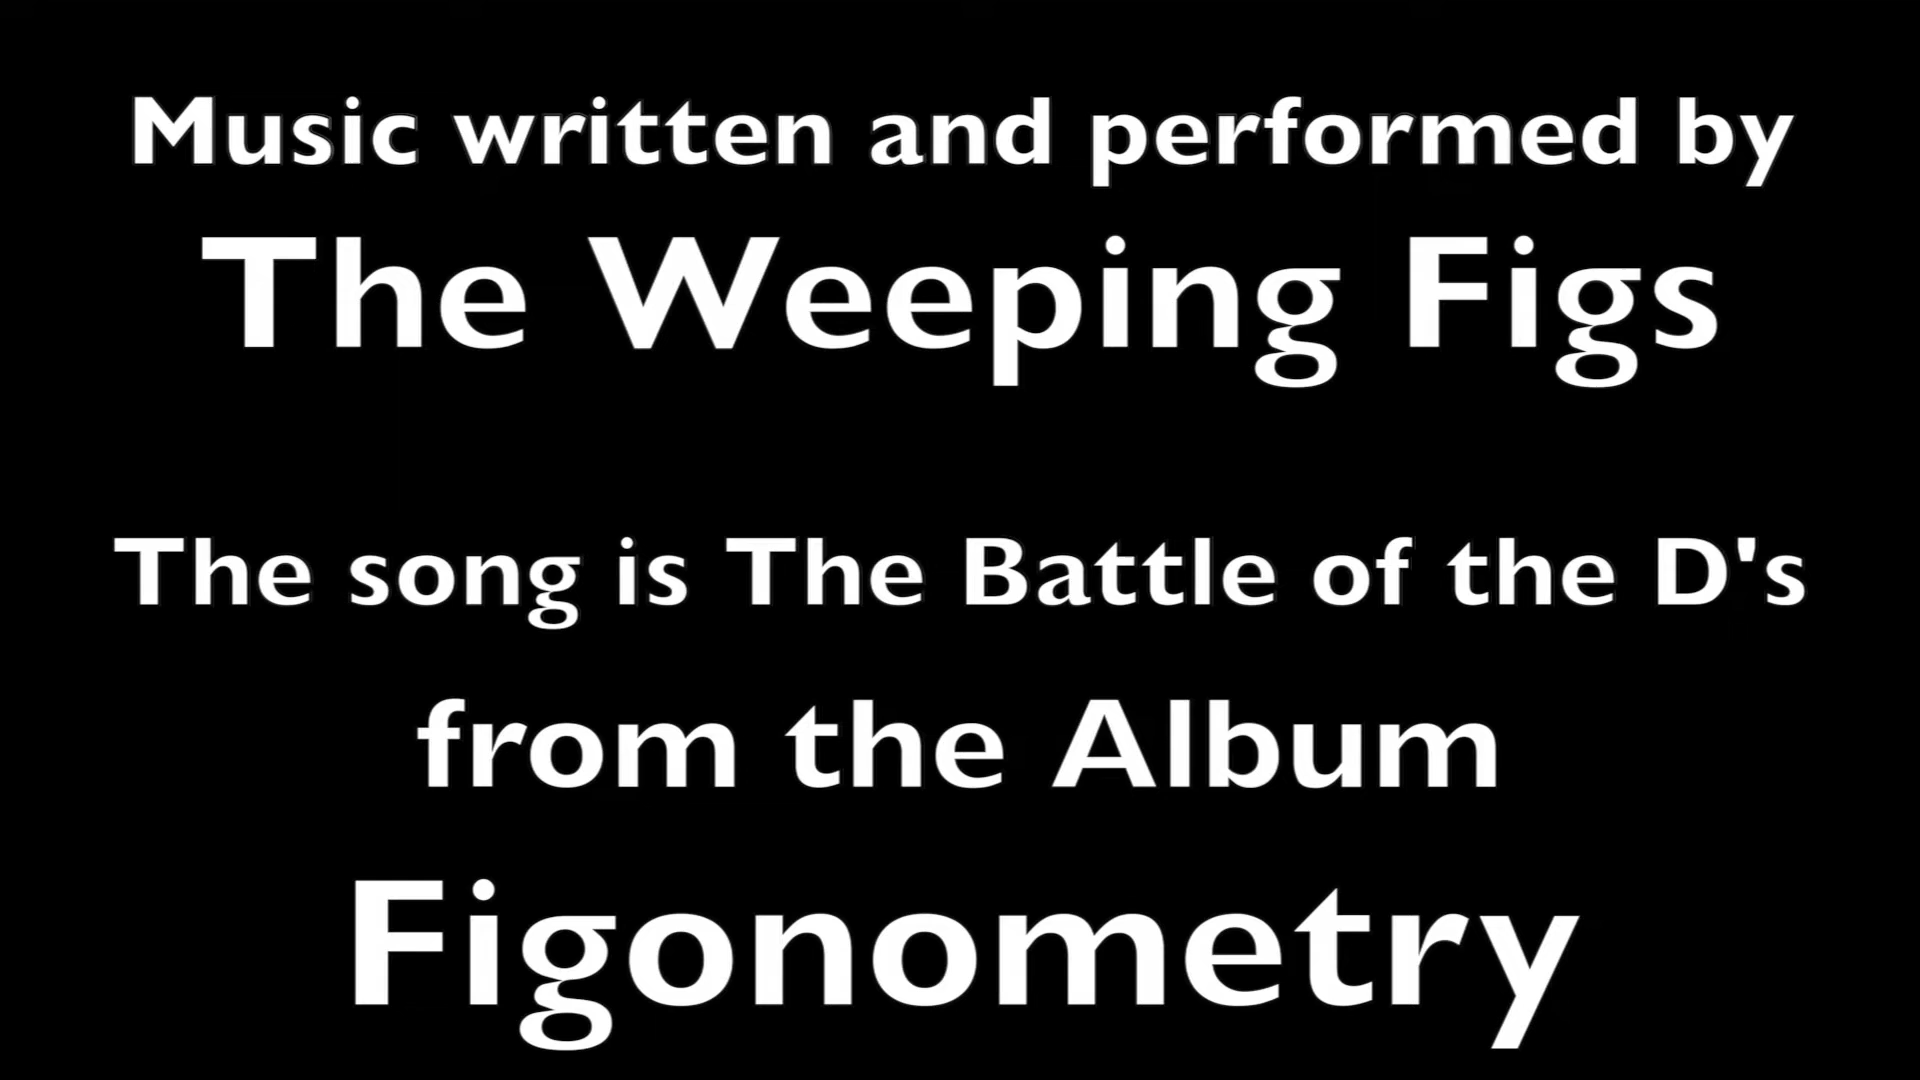 Music written and performed by
The Weeping Figs
The song is The Battle of the D's
from the Album
Figonometry